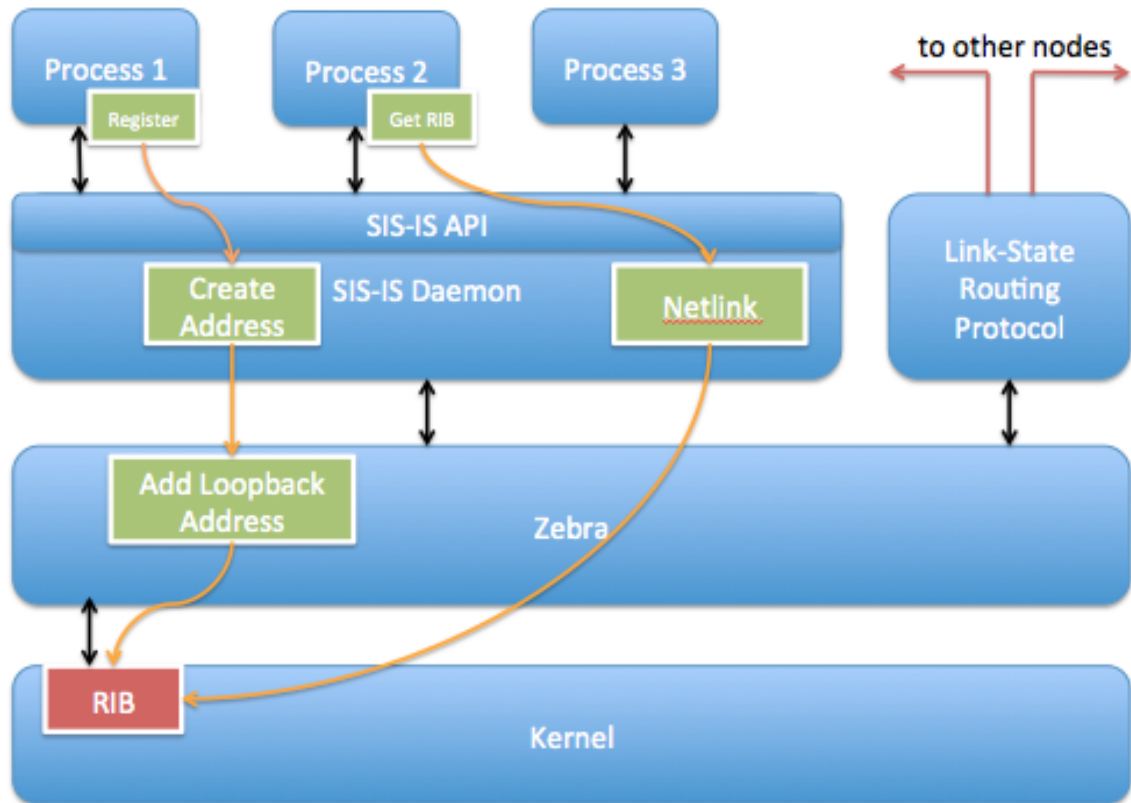 Process 1
Register
Process 2
Get RIB
Process 3
to other nodes
SIS-IS API
SIS-IS Daemon
Create
Address
Netlink
Link-State
Routing
Protocol
Add Loopback
Address
Zebra
RIB
Kernel